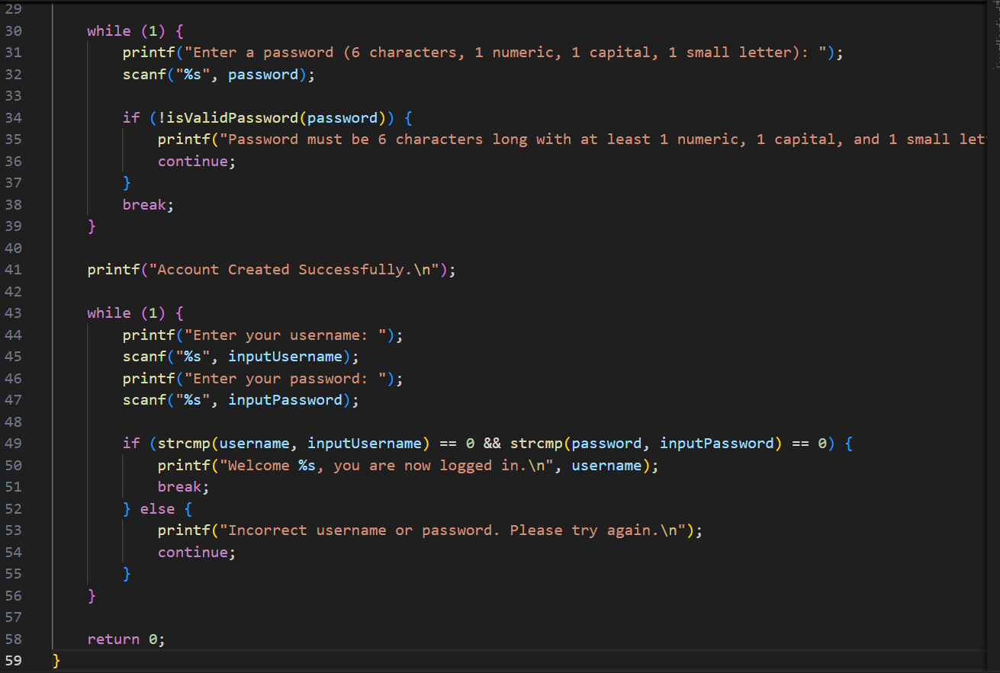 29
30 while (1) {
31 printf("Enter a password (6 characters, 1 numeric, 1 capital, 1 small letter): ");
32 scanf("%s", password);
33
34 if (!isValidPassword(password)) {
35 printf("Password must be 6 characters long with at least 1 numeric, 1 capital, and 1 small let
36 continue;
37 }
38 break;
39 }
40
41 printf("Account Created Successfully.\n");
42
43 while (1) {
44 printf("Enter your username: ");
45 scanf("%s", inputUsername);
46 printf("Enter your password: ");
47 scanf("%s", inputPassword);
48
49 if (strcmp(username, inputUsername) == 0 && strcmp(password, inputPassword) == 0) {
50 printf("Welcome %s, you are now logged in.\n", username);
51 break;
52 } else {
53 printf("Incorrect username or password. Please try again.\n");
54 continue;
55 }
56 }
57
58 return 0;
59 }